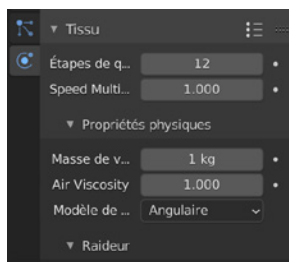 Tissu
Étapes de q... 12
Speed Multi... 1.000
Propriétés physiques
Masse de v... 1 kg
Air Viscosity 1.000
Modèle de ... Angulaire
Raideur